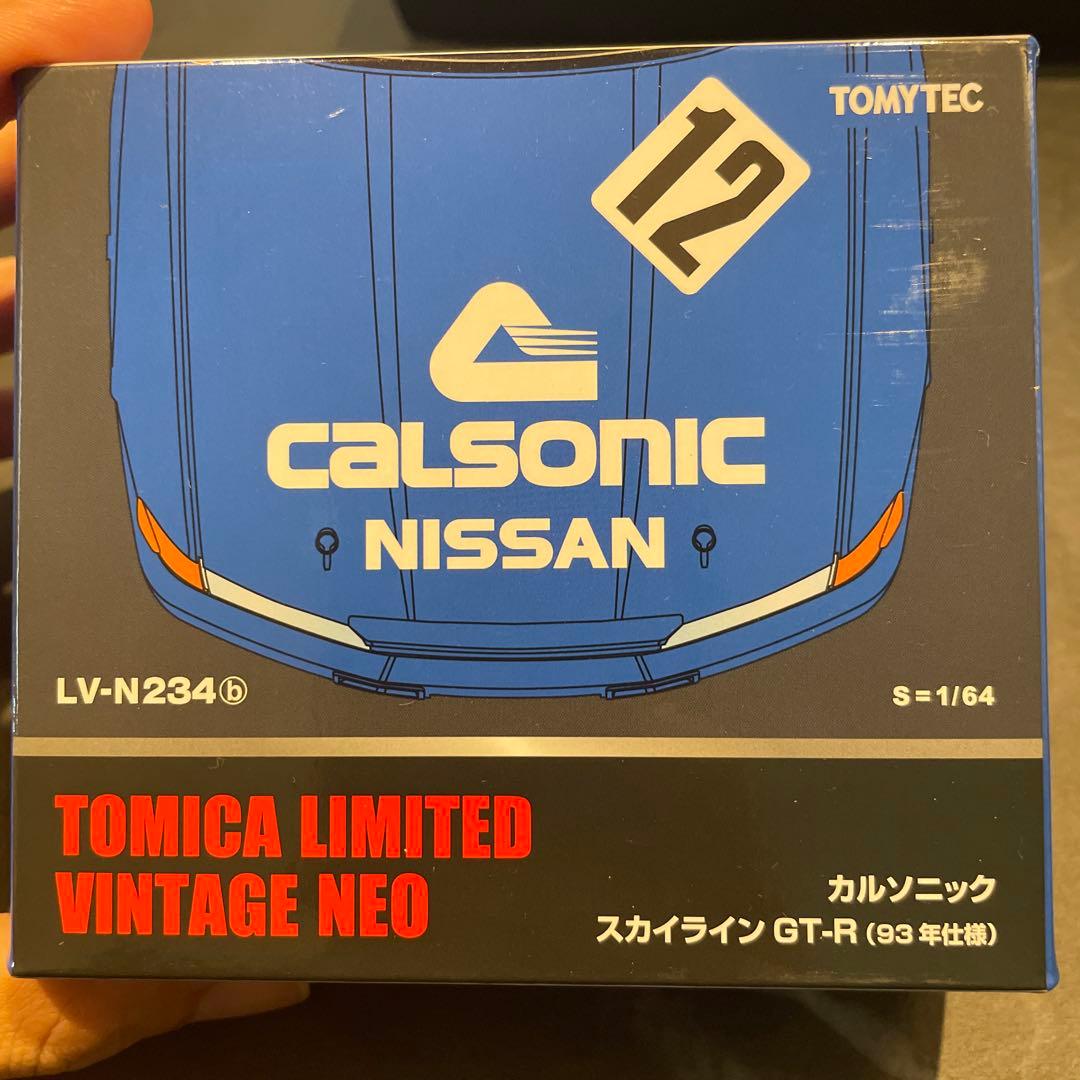 TOMYTEC
12
CALSONIC
NISSAN
LV-N234ⓑ
S=1/64
TOMICA LIMITED
VINTAGE NEO
カルソニック
スカイライン GT-R (93年仕様)